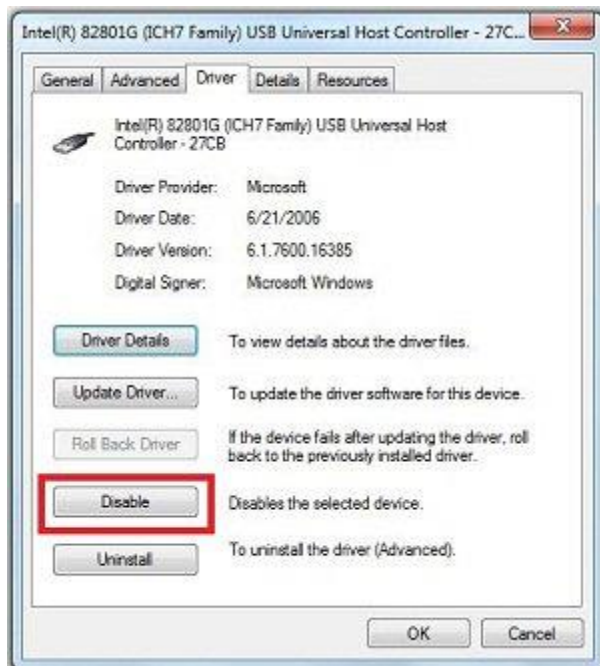 Intel(R) 82801G (ICH7 Family) USB Universal Host Controller - 27C...
General Advanced Driver Details Resources
Intel(R) 82801G (ICH7 Family) USB Universal Host
Controller - 27CB
Driver Provider: Microsoft
Driver Date: 6/21/2006
Driver Version: 6.1.7600.16385
Digital Signer: Microsoft Windows
Driver Details To view details about the driver files.
Update Driver... To update the driver software for this device.
Roll Back Driver If the device fails after updating the driver, roll
back to the previously installed driver.
Disable Disables the selected device.
Uninstall To uninstall the driver (Advanced).
OK Cancel